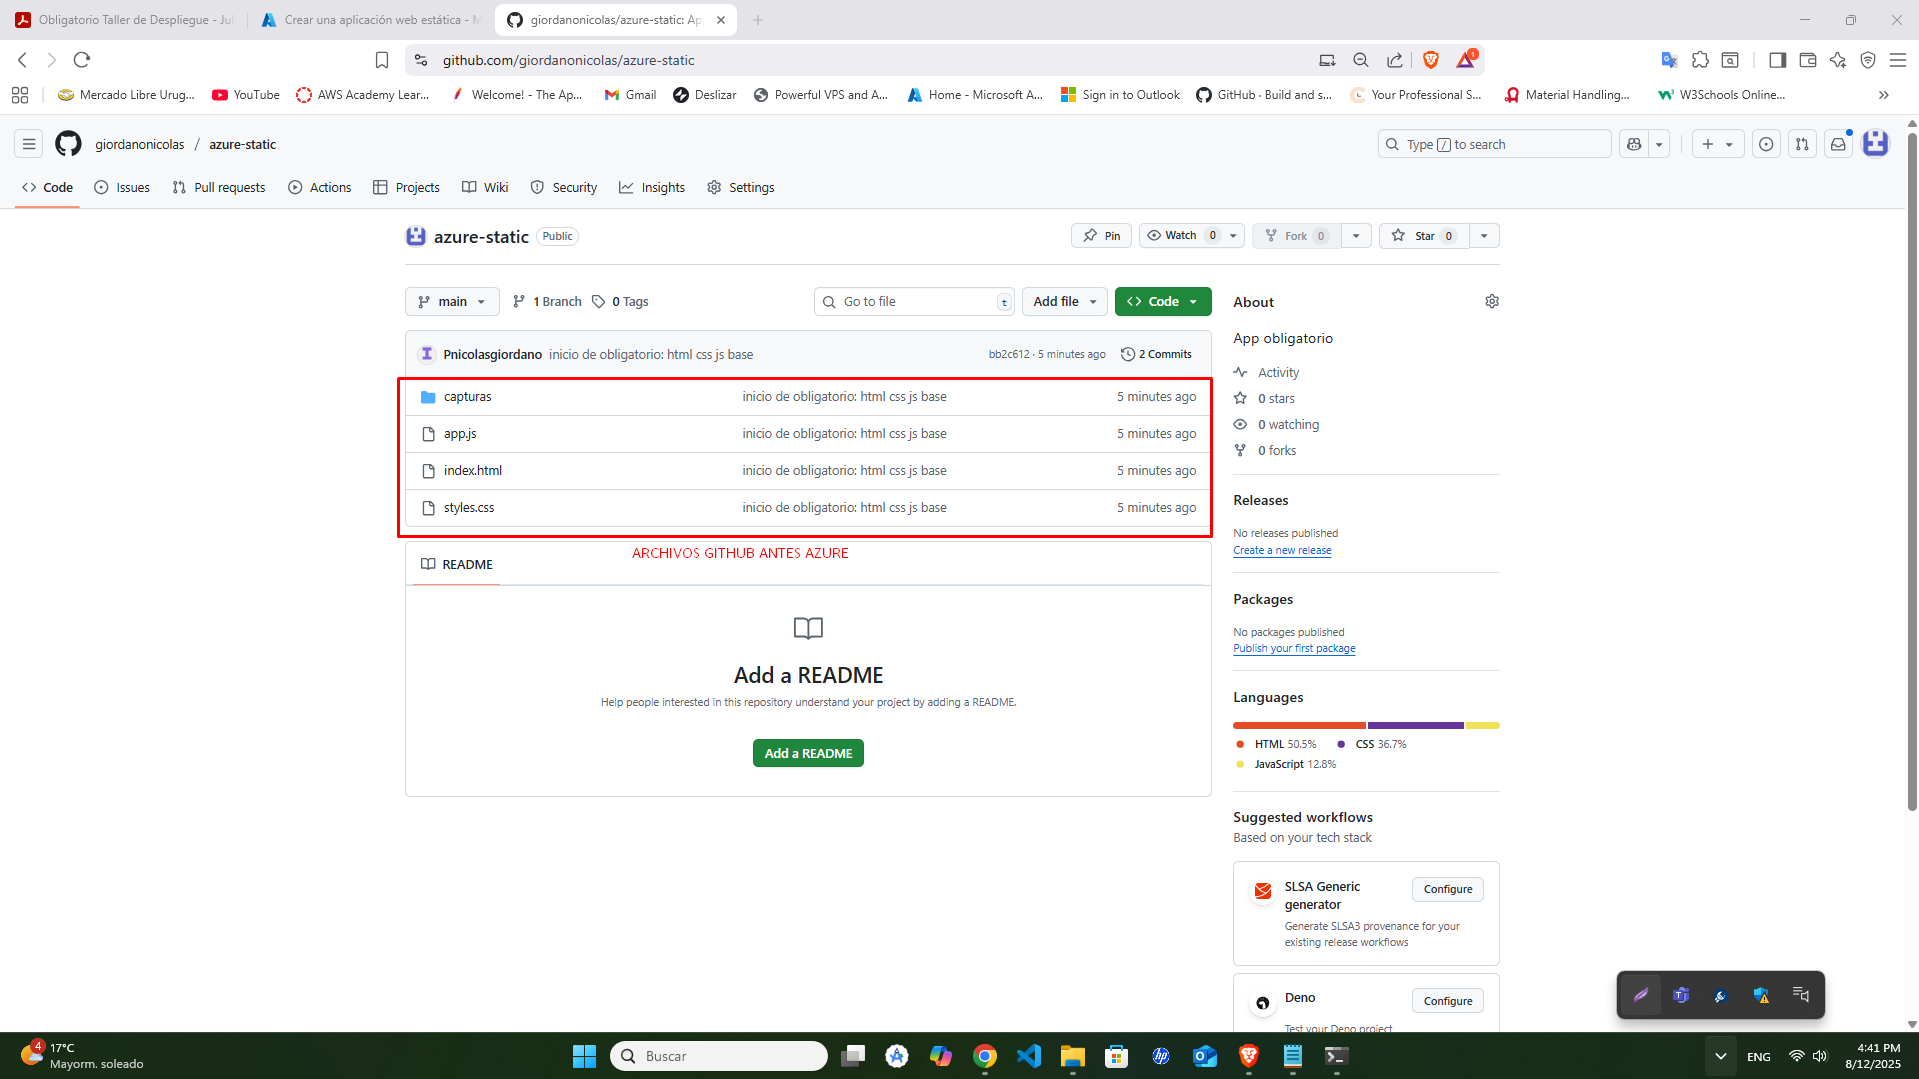 Obligatorio Taller de Despliegue - Jul
Crear una aplicación web estática - M
giordanonicolas/azure-static: Ap
github.com/giordanonicolas/azure-static
1
Mercado Libre Urug...
YouTube
AWS Academy Lear...
Welcome! - The Ap...
Gmail
Deslizar
Powerful VPS and A...
Home - Microsoft A...
Sign in to Outlook
GitHub · Build and s...
Your Professional S...
Material Handling...
W3Schools Online...
giordanonicolas / azure-static
Type / to search
Code
Issues
Pull requests
Actions
Projects
Wiki
Security
Insights
Settings
azure-static Public
Pin
Watch 0
Fork 0
Star 0
main
1 Branch
0 Tags
Go to file t
Add file
Code
Pnicolasgiordano inicio de obligatorio: html css js base
bb2c612 · 5 minutes ago
2 Commits
capturas inicio de obligatorio: html css js base 5 minutes ago
app.js inicio de obligatorio: html css js base 5 minutes ago
index.html inicio de obligatorio: html css js base 5 minutes ago
styles.css inicio de obligatorio: html css js base 5 minutes ago
ARCHIVOS GITHUB ANTES AZURE
README
Add a README
Help people interested in this repository understand your project by adding a README.
Add a README
About
App obligatorio
Activity
0 stars
0 watching
0 forks
Releases
No releases published
Create a new release
Packages
No packages published
Publish your first package
Languages
HTML 50.5% CSS 36.7%
JavaScript 12.8%
Suggested workflows
Based on your tech stack
SLSA Generic
generator
Configure
Generate SLSA3 provenance for your
existing release workflows
Deno
Configure
Test your Deno project
4
17°C
Mayorm. soleado
Buscar
ENG
4:41 PM
8/12/2025